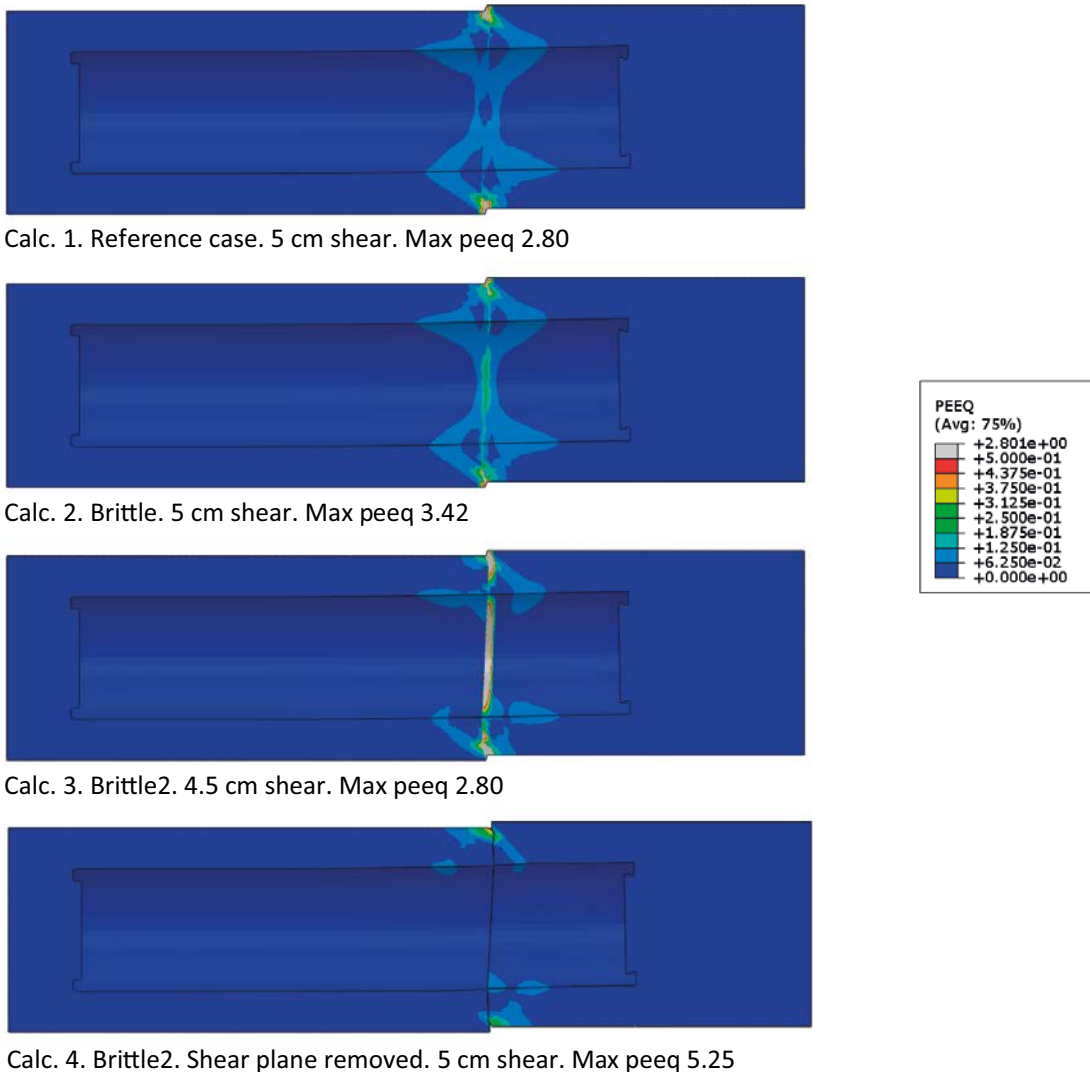 Calc. 1. Reference case. 5 cm shear. Max peeq 2.80
Calc. 2. Brittle. 5 cm shear. Max peeq 3.42
PEEQ
(Avg: 75%)
+2.801e+00
+5.000e-01
+4.375e-01
+3.750e-01
+3.125e-01
+2.500e-01
+1.875e-01
+1.250e-01
+6.250e-02
+0.000e+00
Calc. 3. Brittle2. 4.5 cm shear. Max peeq 2.80
Calc. 4. Brittle2. Shear plane removed. 5 cm shear. Max peeq 5.25